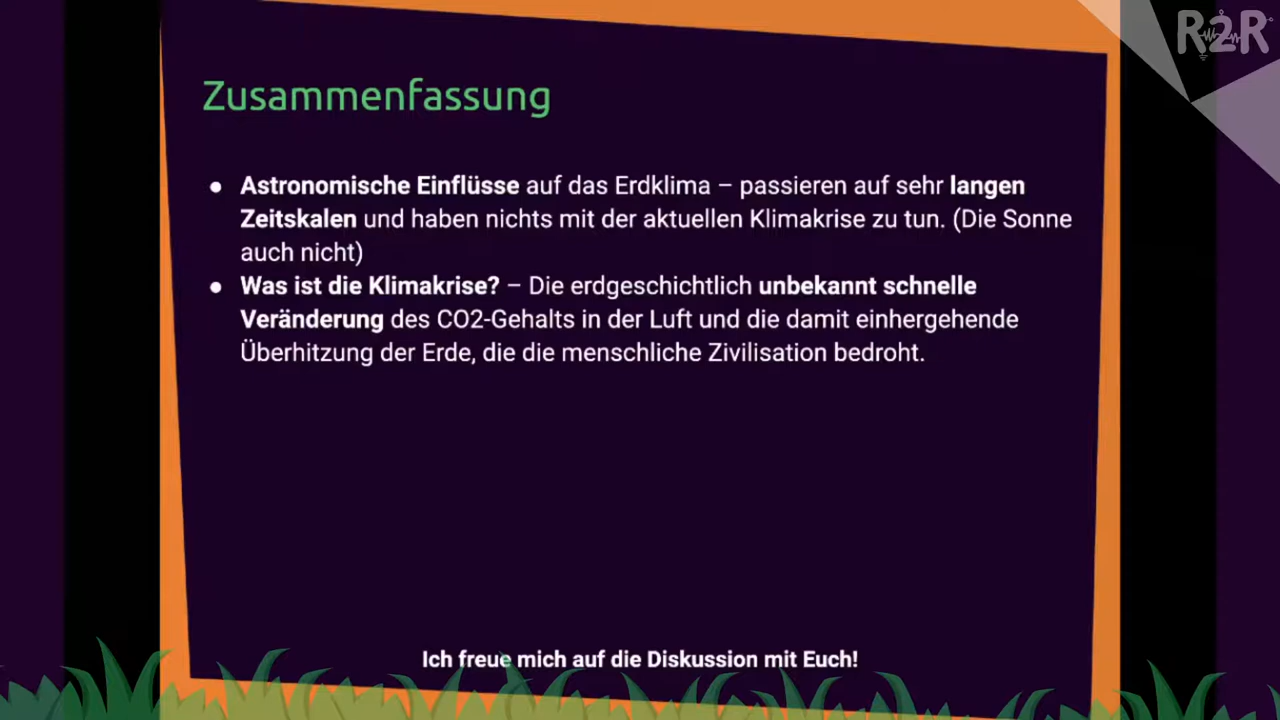 R2R
Zusammenfassung
● Astronomische Einflüsse auf das Erdklima – passieren auf sehr langen
Zeitskalen und haben nichts mit der aktuellen Klimakrise zu tun. (Die Sonne
auch nicht)
● Was ist die Klimakrise? – Die erdgeschichtlich unbekannt schnelle
Veränderung des CO2-Gehalts in der Luft und die damit einhergehende
Überhitzung der Erde, die die menschliche Zivilisation bedroht.
Ich freue mich auf die Diskussion mit Euch!